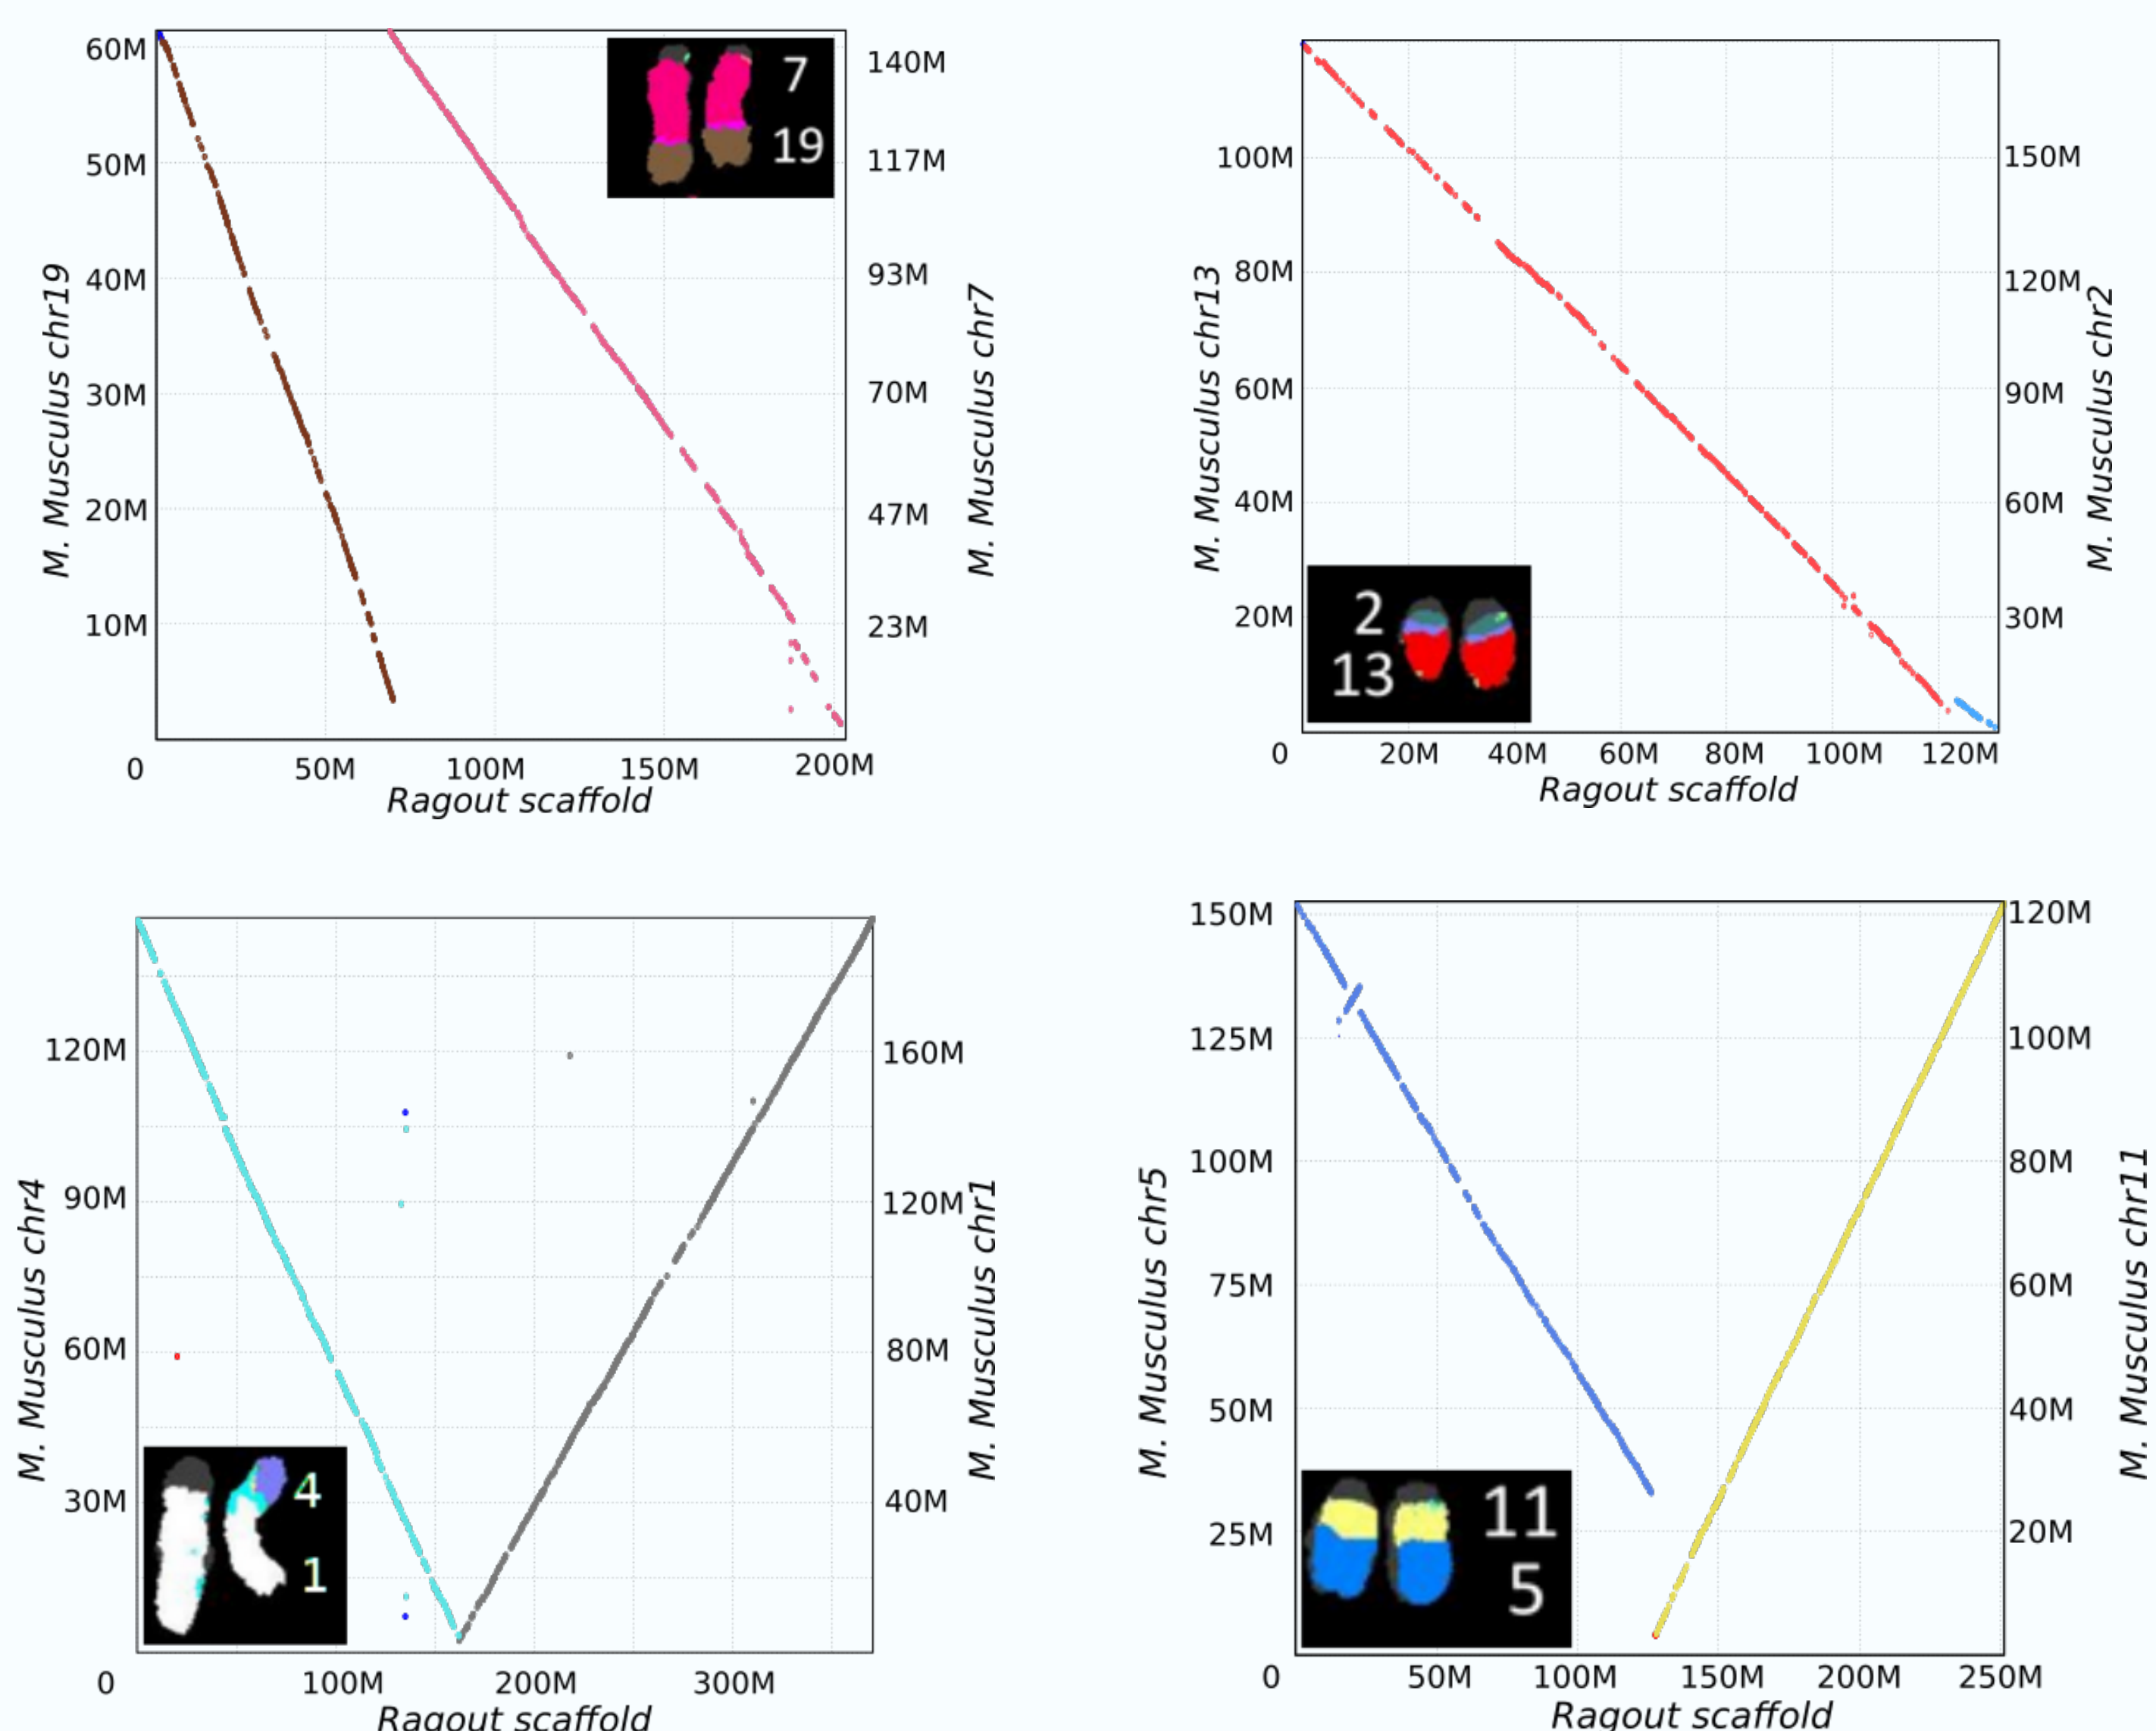 60M
50M
40M
30M
20M
10M
M. Musculus chr19
140M
117M
93M
70M
47M
23M
M. Musculus chr7
7
19
0 50M 100M 150M 200M
Ragout scaffold
100M
80M
60M
40M
20M
M. Musculus chr13
150M
120M
90M
60M
30M
M. Musculus chr2
2
13
0 20M 40M 60M 80M 100M 120M
Ragout scaffold
120M
90M
60M
30M
M. Musculus chr4
160M
120M
80M
40M
M. Musculus chr1
4
1
0 100M 200M 300M
Ragout scaffold
150M
125M
100M
75M
50M
25M
M. Musculus chr5
120M
100M
80M
60M
40M
20M
M. Musculus chr11
11
5
0 50M 100M 150M 200M 250M
Ragout scaffold